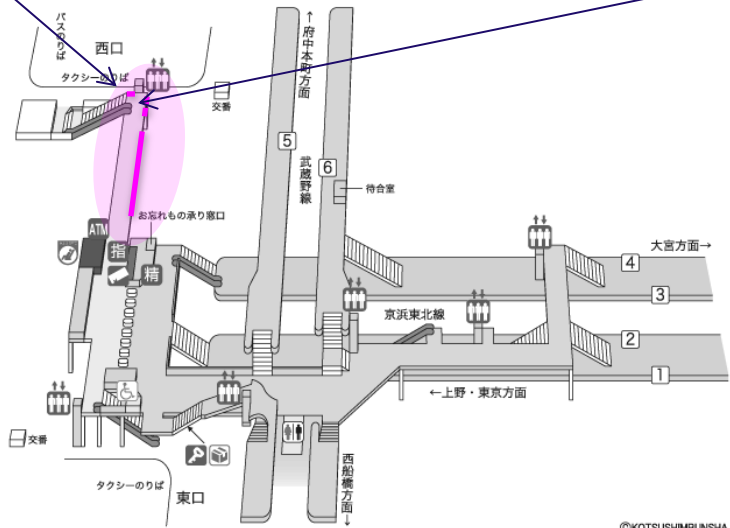 バスのりば
西口
タクシーのりば
交番
↑府中本町方面
5
6
武蔵野線
待合室
お忘れもの承り窓口
ATM
指
精
大宮方面→
4
3
京浜東北線
2
1
←上野・東京方面
交番
タクシーのりば
東口
西船橋方面↓
©KOTSUSHIMBUNSHA